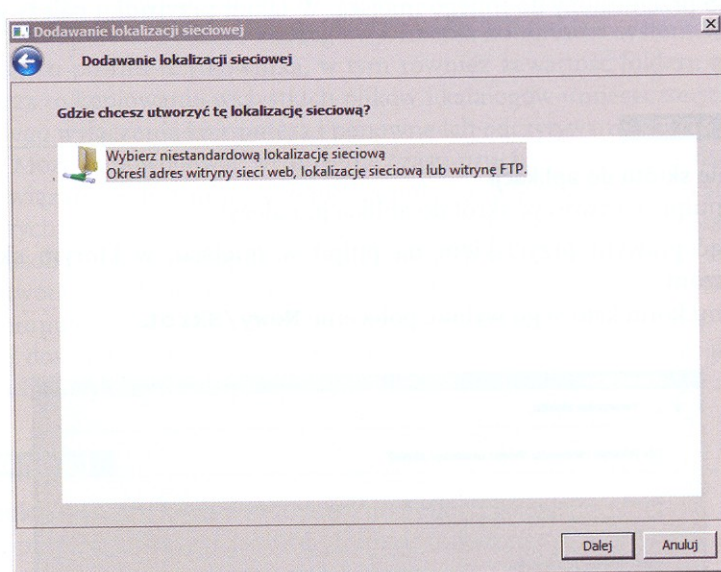 Dodawanie lokalizacji sieciowej
Dodawanie lokalizacji sieciowej
Gdzie chcesz utworzyć tę lokalizację sieciową?
Wybierz niestandardową lokalizację sieciową
Określ adres witryny sieci web, lokalizację sieciową lub witrynę FTP.
Dalej
Anuluj